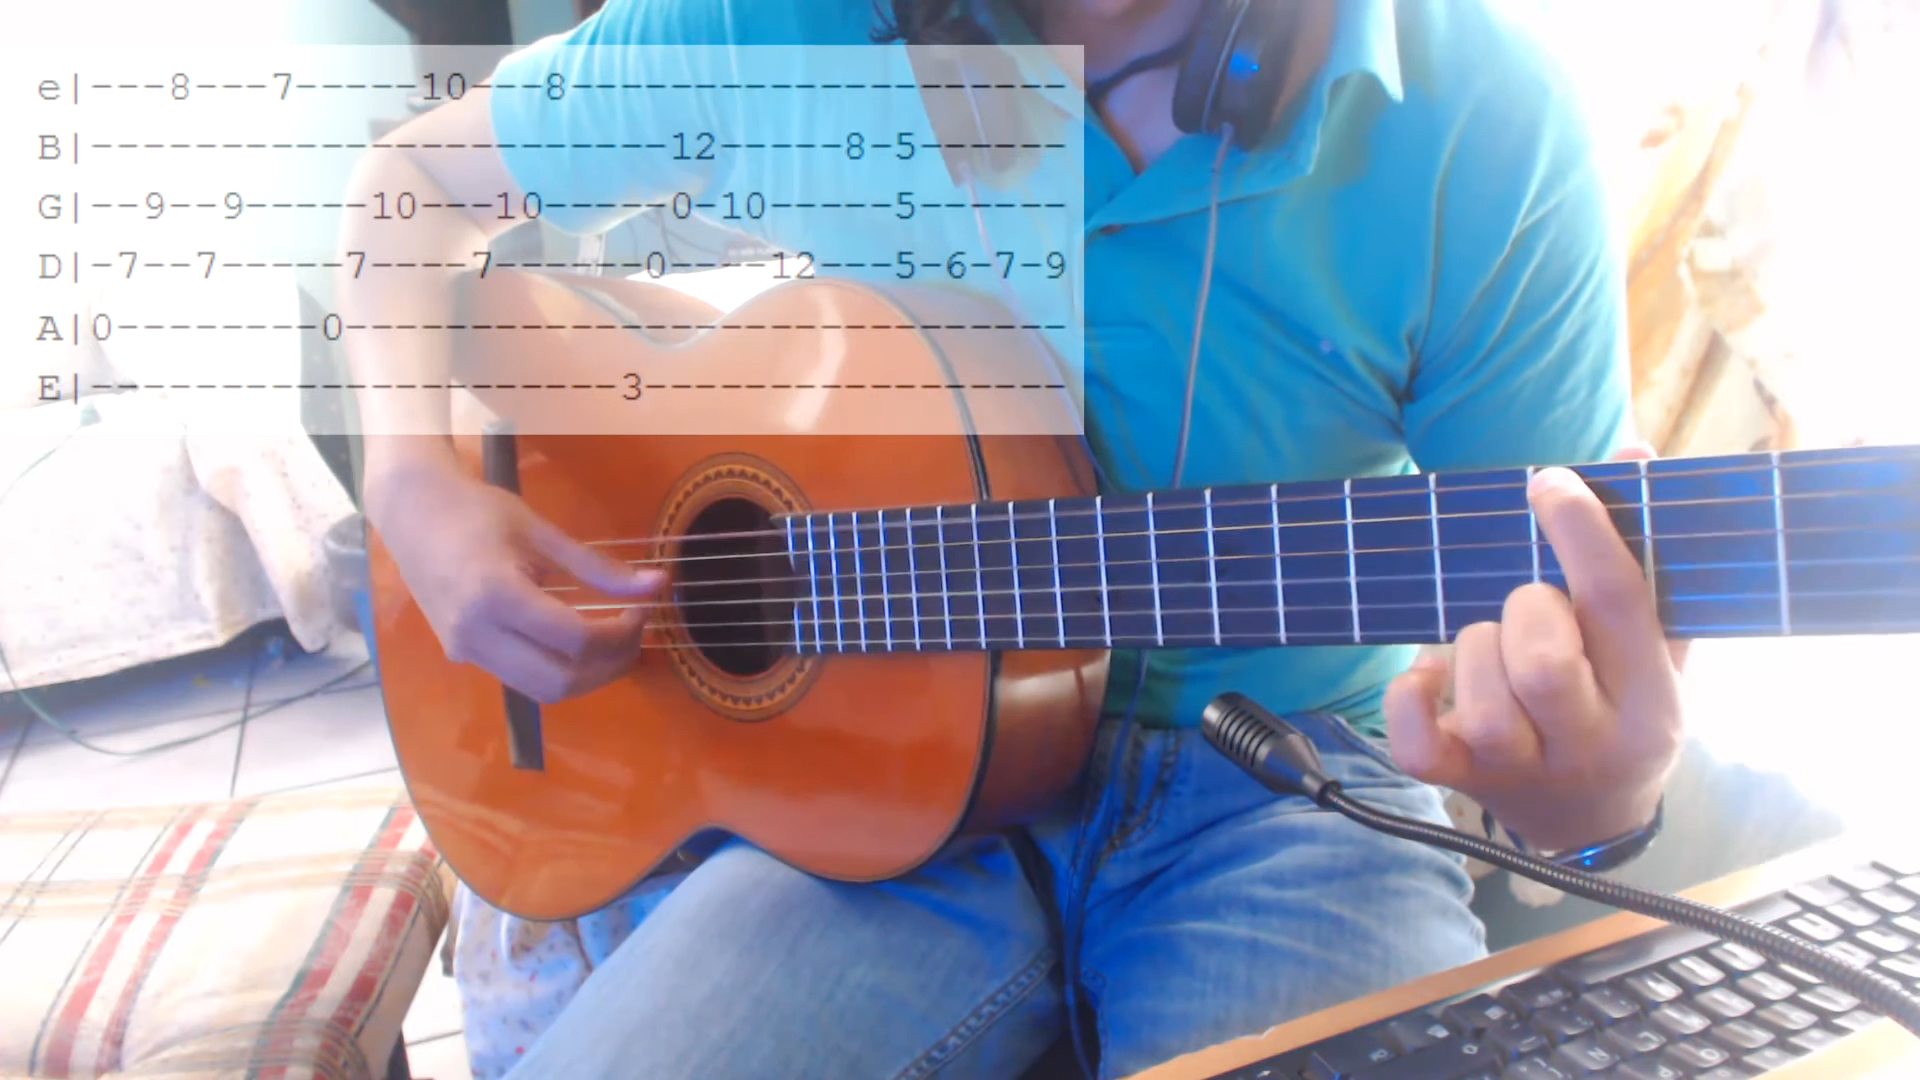 e|---8---7-----10---8--------------------
B|-----------------------12-----8-5------
G|--9--9-----10---10-----0-10-----5------
D|-7--7-----7----7------0----12---5-6-7-9
A|0--------0-----------------------------
E|---------------------3-----------------